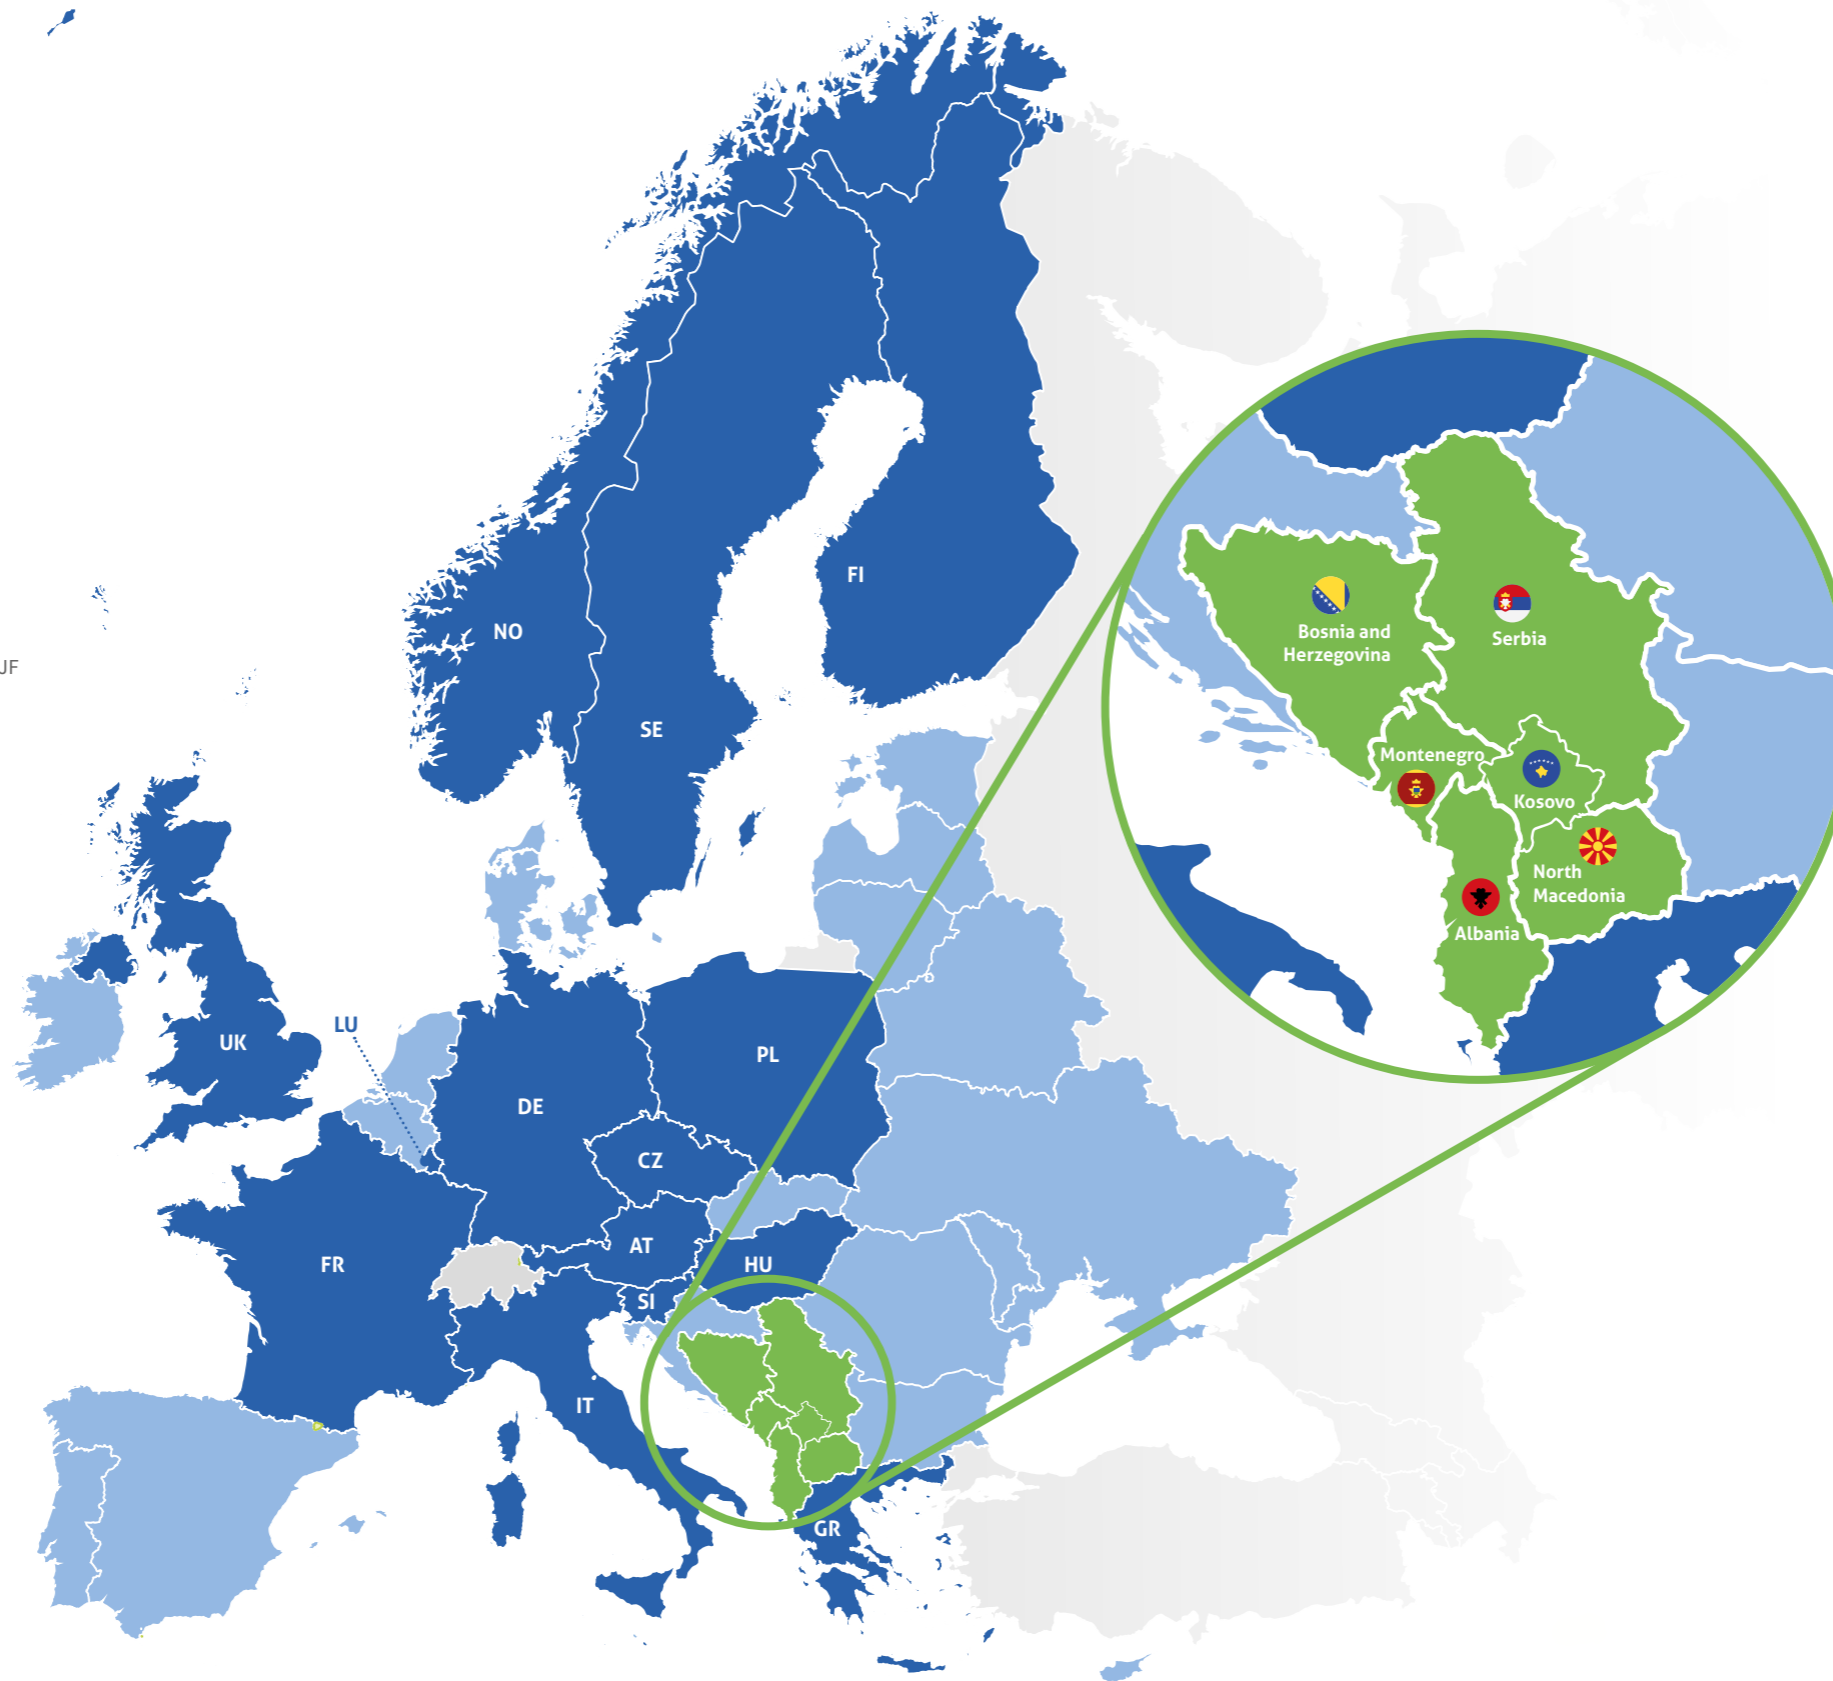 FI
NO
JF
SE
LU
UK
PL
DE
CZ
AT
FR
HU
SI
IT
GR
Bosnia and
Herzegovina
Serbia
Montenegro
Kosovo
North
Macedonia
Albania